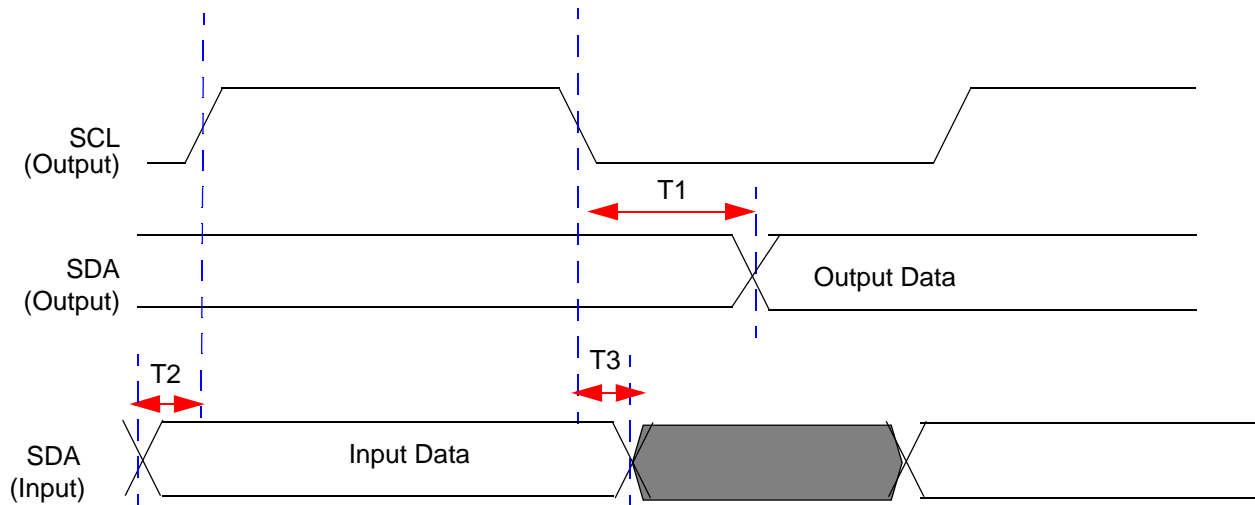 SCL
(Output)
T1
SDA
(Output)
Output Data
T2
T3
SDA
(Input)
Input Data